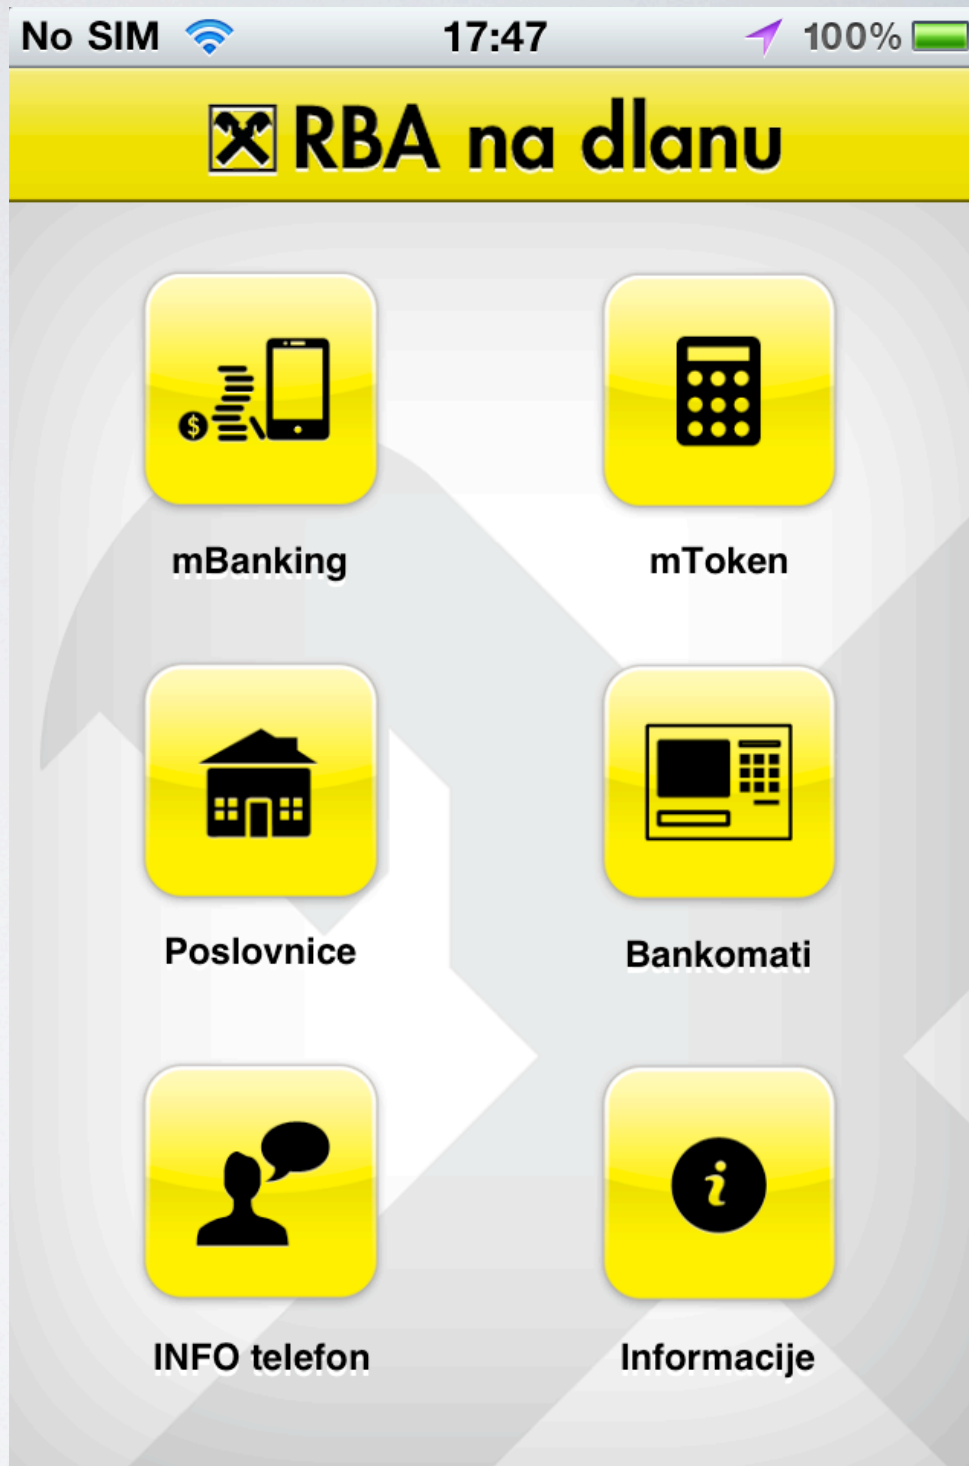 No SIM 17:47 100%
RBA na dlanu
mBanking mToken
Poslovnice Bankomati
INFO telefon Informacije